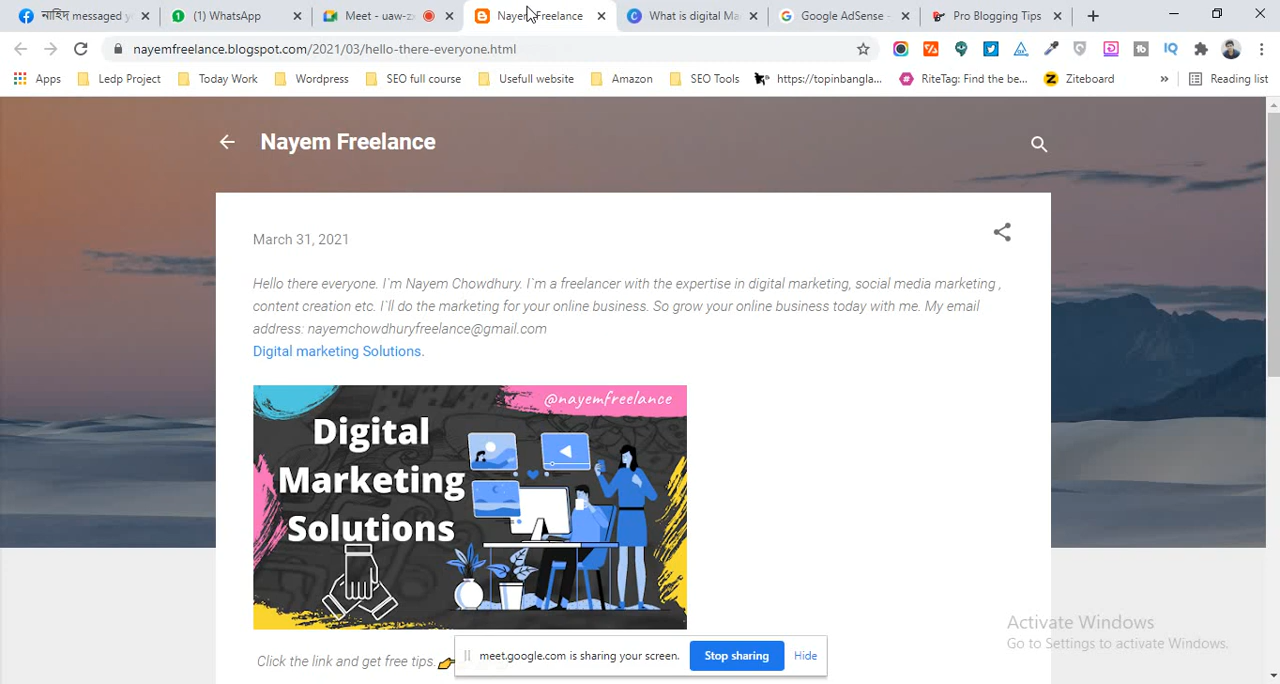 নাহিদ messaged y
(1) WhatsApp
Meet - uaw-z
Nayem Freelance
What is digital Ma
Google AdSense -
Pro Blogging Tips
nayemfreelance.blogspot.com/2021/03/hello-there-everyone.html
Apps
Ledp Project
Today Work
Wordpress
SEO full course
Usefull website
Amazon
SEO Tools
https://topinbangla...
RiteTag: Find the be...
Ziteboard
»
Reading list
Nayem Freelance
March 31, 2021
Hello there everyone. I`m Nayem Chowdhury. I`m a freelancer with the expertise in digital marketing, social media marketing ,
content creation etc. I`ll do the marketing for your online business. So grow your online business today with me. My email
address: nayemchowdhuryfreelance@gmail.com
Digital marketing Solutions.
@nayemfreelance
Digital
Marketing
Solutions
Click the link and get free tips.
meet.google.com is sharing your screen.
Stop sharing
Hide
Activate Windows
Go to Settings to activate Windows.